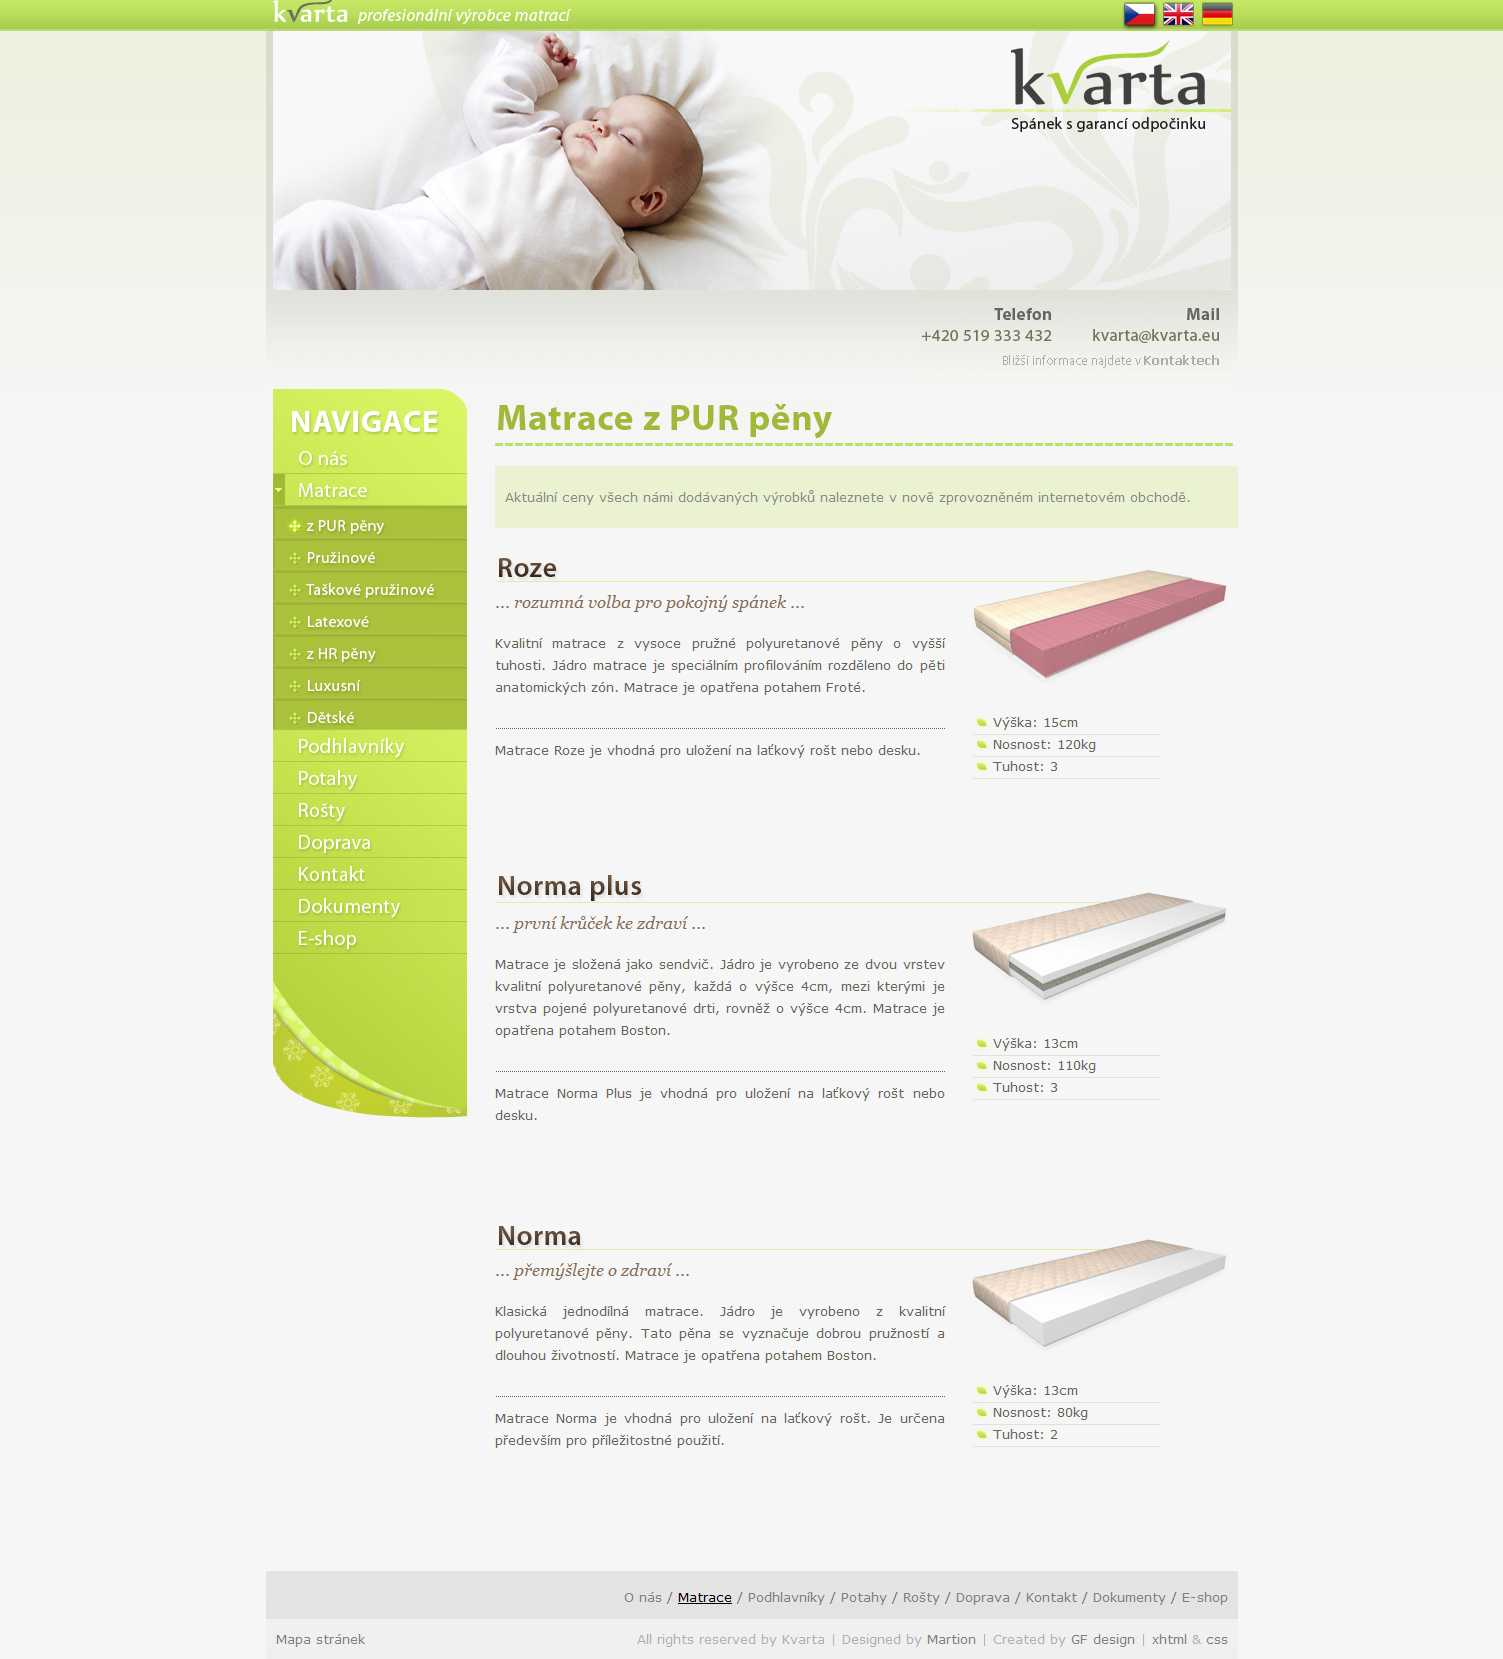 kvarta profesionální výrobce matrací
kvarta
Spánek s garancí odpočinku
Telefon
+420 519 333 432
Mail
kvarta@kvarta.eu
Bližší informace najdete v Kontaktech
NAVIGACE
O nás
Matrace
z PUR pěny
Pružinové
Taškové pružinové
Latexové
z HR pěny
Luxusní
Dětské
Podhlavníky
Potahy
Rošty
Doprava
Kontakt
Dokumenty
E-shop
Matrace z PUR pěny
Aktuální ceny všech námi dodávaných výrobků naleznete v nově zprovozněném internetovém obchodě.
Roze
... rozumná volba pro pokojný spánek ...
Kvalitní matrace z vysoce pružné polyuretanové pěny o vyšší
tuhosti. Jádro matrace je speciálním profilováním rozděleno do pěti
anatomických zón. Matrace je opatřena potahem Froté.
Matrace Roze je vhodná pro uložení na laťkový rošt nebo desku.
Výška: 15cm
Nosnost: 120kg
Tuhost: 3
Norma plus
... první krůček ke zdraví ...
Matrace je složená jako sendvič. Jádro je vyrobeno ze dvou vrstev
kvalitní polyuretanové pěny, každá o výšce 4cm, mezi kterými je
vrstva pojené polyuretanové drti, rovněž o výšce 4cm. Matrace je
opatřena potahem Boston.
Matrace Norma Plus je vhodná pro uložení na laťkový rošt nebo
desku.
Výška: 13cm
Nosnost: 110kg
Tuhost: 3
Norma
... přemýšlejte o zdraví ...
Klasická jednodílná matrace. Jádro je vyrobeno z kvalitní
polyuretanové pěny. Tato pěna se vyznačuje dobrou pružností a
dlouhou životností. Matrace je opatřena potahem Boston.
Matrace Norma je vhodná pro uložení na laťkový rošt. Je určena
především pro příležitostné použití.
Výška: 13cm
Nosnost: 80kg
Tuhost: 2
O nás / Matrace / Podhlavníky / Potahy / Rošty / Doprava / Kontakt / Dokumenty / E-shop
Mapa stránek
All rights reserved by Kvarta | Designed by Martion | Created by GF design | xhtml & css